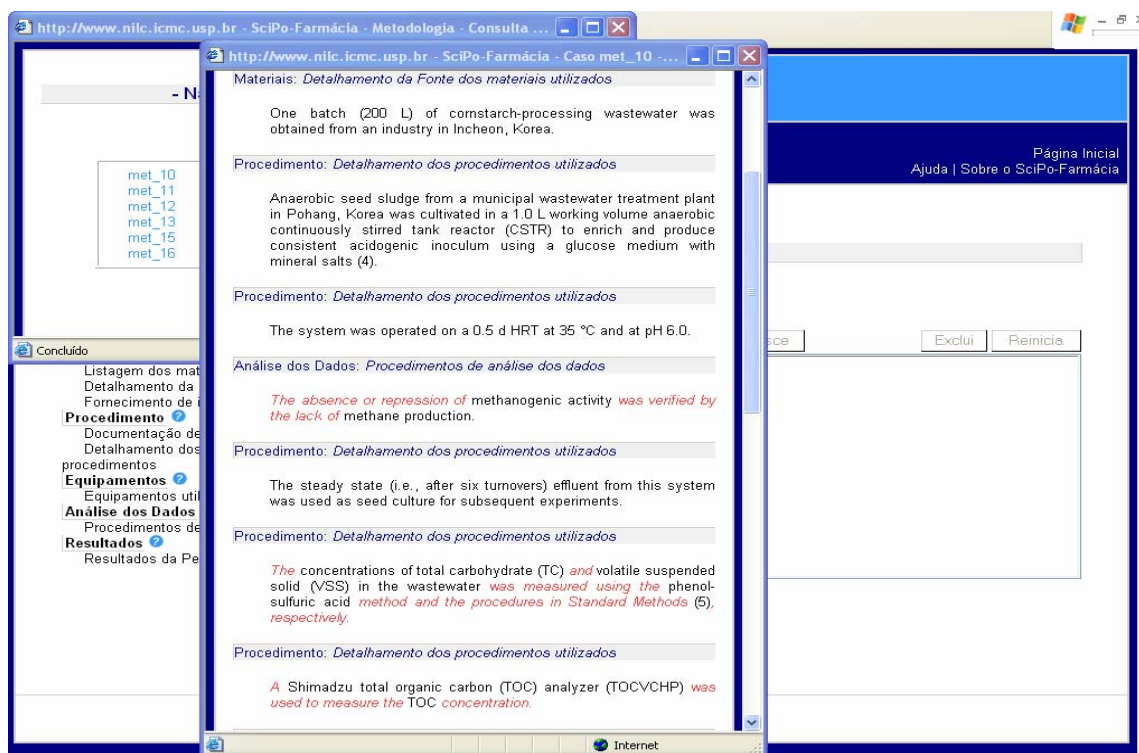 http://www.nilc.icmc.usp.br - SciPo-Farmácia - Metodologia - Consulta ...
http://www.nilc.icmc.usp.br - SciPo-Farmácia - Caso met_10 -...
- N
met_10
met_11
met_12
met_13
met_15
met_16
Concluído
Materiais: Detalhamento da Fonte dos materiais utilizados
One batch (200 L) of cornstarch-processing wastewater was
obtained from an industry in Incheon, Korea.
Procedimento: Detalhamento dos procedimentos utilizados
Anaerobic seed sludge from a municipal wastewater treatment plant
in Pohang, Korea was cultivated in a 1.0 L working volume anaerobic
continuously stirred tank reactor (CSTR) to enrich and produce
consistent acidogenic inoculum using a glucose medium with
mineral salts (4).
Procedimento: Detalhamento dos procedimentos utilizados
The system was operated on a 0.5 d HRT at 35 °C and at pH 6.0.
Análise dos Dados: Procedimentos de análise dos dados
The absence or repression of methanogenic activity was verified by
the lack of methane production.
Procedimento: Detalhamento dos procedimentos utilizados
The steady state (i.e., after six turnovers) effluent from this system
was used as seed culture for subsequent experiments.
Procedimento: Detalhamento dos procedimentos utilizados
The concentrations of total carbohydrate (TC) and volatile suspended
solid (VSS) in the wastewater was measured using the phenol-
sulfuric acid method and the procedures in Standard Methods (5),
respectively.
Procedimento: Detalhamento dos procedimentos utilizados
A Shimadzu total organic carbon (TOC) analyzer (TOCVCHP) was
used to measure the TOC concentration.
Internet
Página Inicial
Ajuda | Sobre o SciPo-Farmácia
sce
Exclui
Reinicia
Listagem dos mat
Detalhamento da
Fornecimento de i
Procedimento
Documentação de
Detalhamento dos
procedimentos
Equipamentos
Equipamentos util
Análise dos Dados
Procedimentos de
Resultados
Resultados da Pe